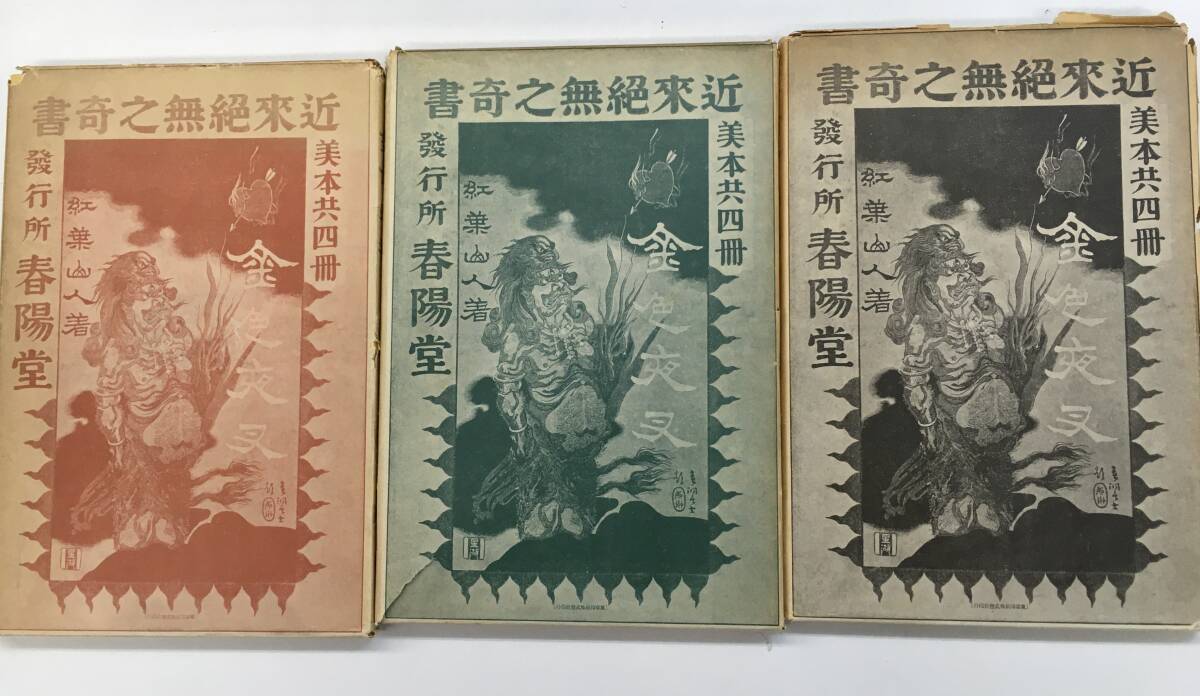 近來絕無之奇書
美本共四冊
金色夜叉
紅葉山人著
發行所 春陽堂
近來絕無之奇書
美本共四冊
金色夜叉
紅葉山人著
發行所 春陽堂
近來絕無之奇書
美本共四冊
金色夜叉
紅葉山人著
發行所 春陽堂